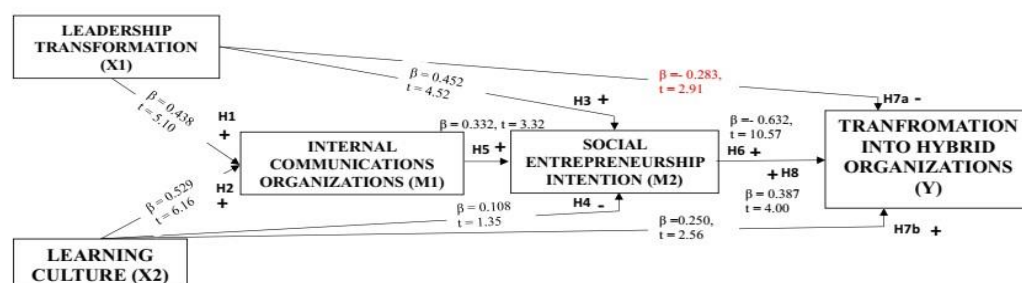 LEADERSHIP
TRANSFORMATION
(X1)
β =- 0.283,
t = 2.91
β = 0.452
t = 4.52
H7a -
β = 0.438
t = 5.10
H3 +
H1
+
β = 0.332, t = 3.32
β =- 0.632,
t = 10.57
TRANFROMATION
INTO HYBRID
ORGANIZATIONS
(Y)
INTERNAL
COMMUNICATIONS
ORGANIZATIONS (M1)
H5 +
SOCIAL
ENTREPRENEURSHIP
INTENTION (M2)
H6 +
+ H8
β = 0.387
t = 4.00
H2
+
β = 0.529
t = 6.16
β = 0.108
t = 1.35
H4 -
β =0.250,
t = 2.56
H7b +
LEARNING
CULTURE (X2)